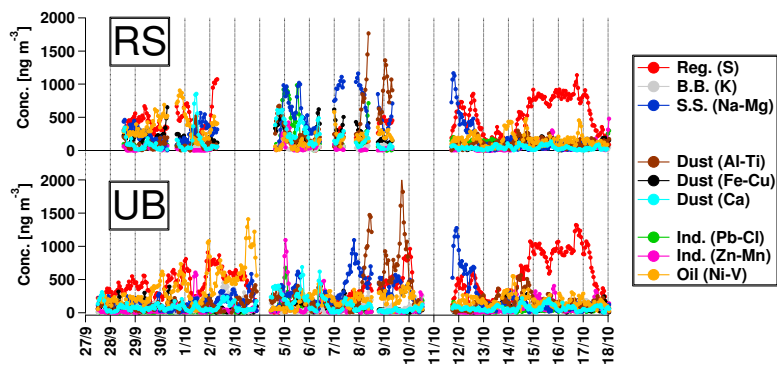 RS
Conc. [ng m-3]
2000
1500
1000
500
0
UB
Conc. [ng m-3]
2000
1500
1000
500
0
27/9 28/9 29/9 30/9 1/10 2/10 3/10 4/10 5/10 6/10 7/10 8/10 9/10 10/10 11/10 12/10 13/10 14/10 15/10 16/10 17/10 18/10
Reg. (S)
B.B. (K)
S.S. (Na-Mg)
Dust (Al-Ti)
Dust (Fe-Cu)
Dust (Ca)
Ind. (Pb-Cl)
Ind. (Zn-Mn)
Oil (Ni-V)